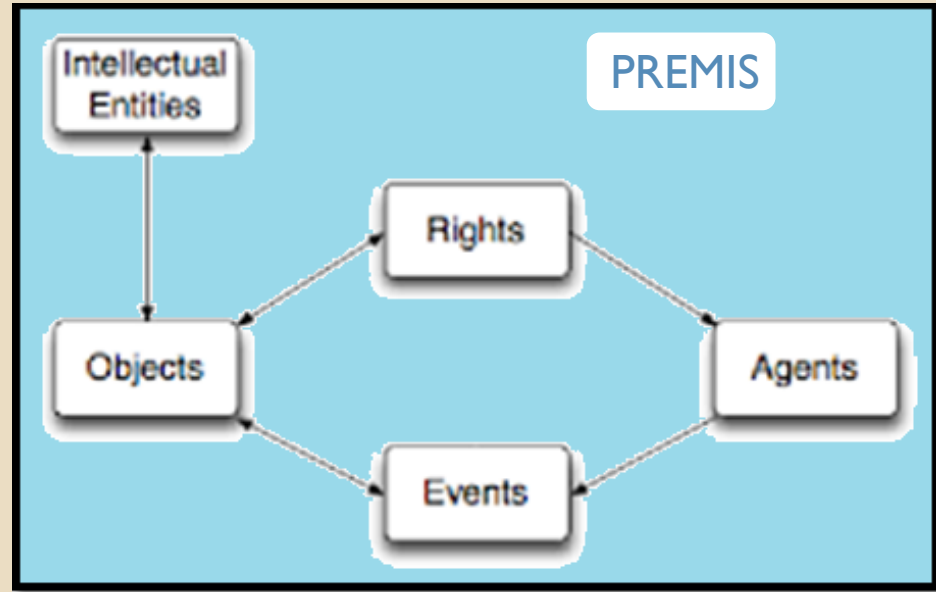 Intellectual
Entities
PREMIS
Rights
Objects
Agents
Events